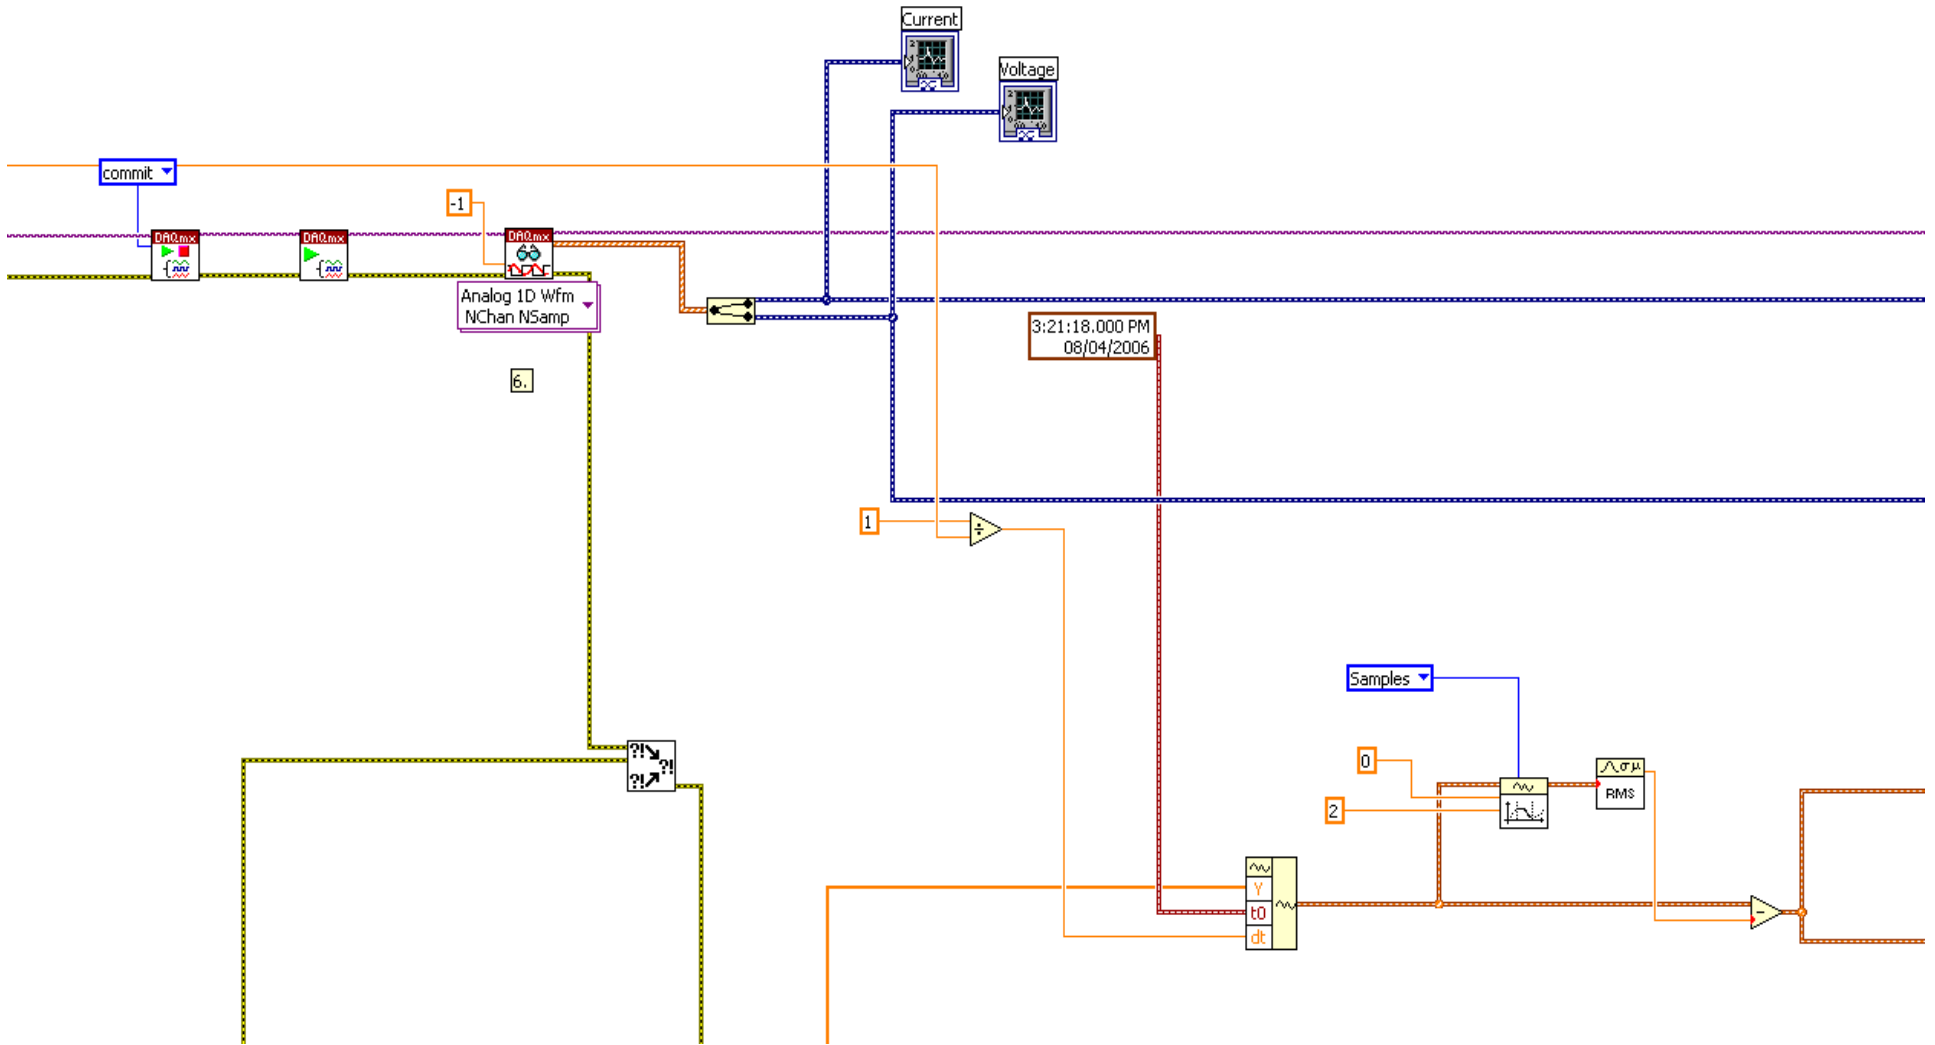 Current
Voltage
commit
-1
DAQmx
DAQmx
DAQmx
Analog 1D Wfm
NChan NSamp
3:21:18.000 PM
08/04/2006
6.
1
÷
Samples
0
2
σμ
RMS
?!
?!
?!
Y
t0
dt
-